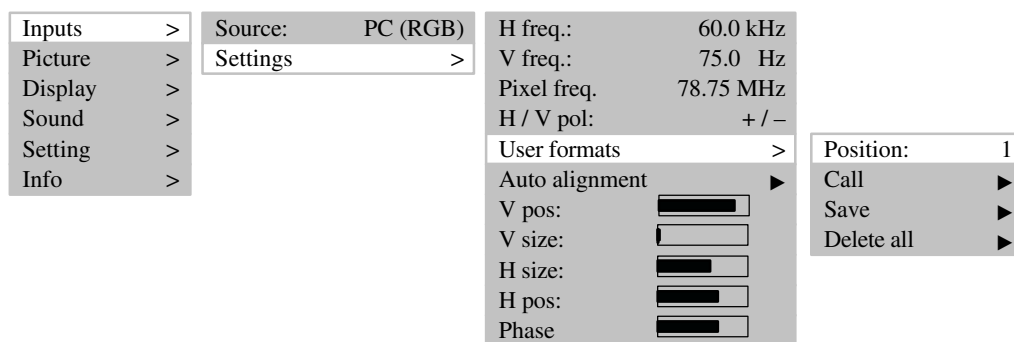 Inputs >
Picture >
Display >
Sound >
Setting >
Info >
Source: PC (RGB)
Settings >
H freq.: 60.0 kHz
V freq.: 75.0 Hz
Pixel freq. 78.75 MHz
H / V pol: + / –
User formats >
Auto alignment ▶
V pos:
V size:
H size:
H pos:
Phase
Position: 1
Call ▶
Save ▶
Delete all ▶